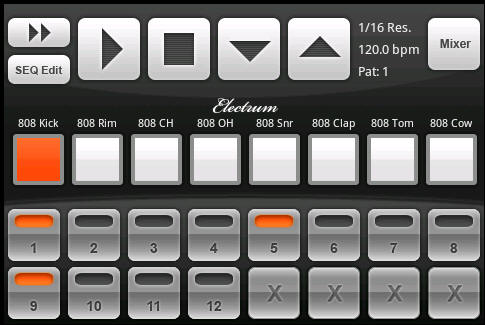 1/16 Res.
SEQ Edit
120.0 bpm
Mixer
Pat: 1
Electrum
808 Kick 808 Rim 808 CH 808 OH 808 Snr 808 Clap 808 Tom 808 Cow
1 2 3 4 5 6 7 8
9 10 11 12 X X X X